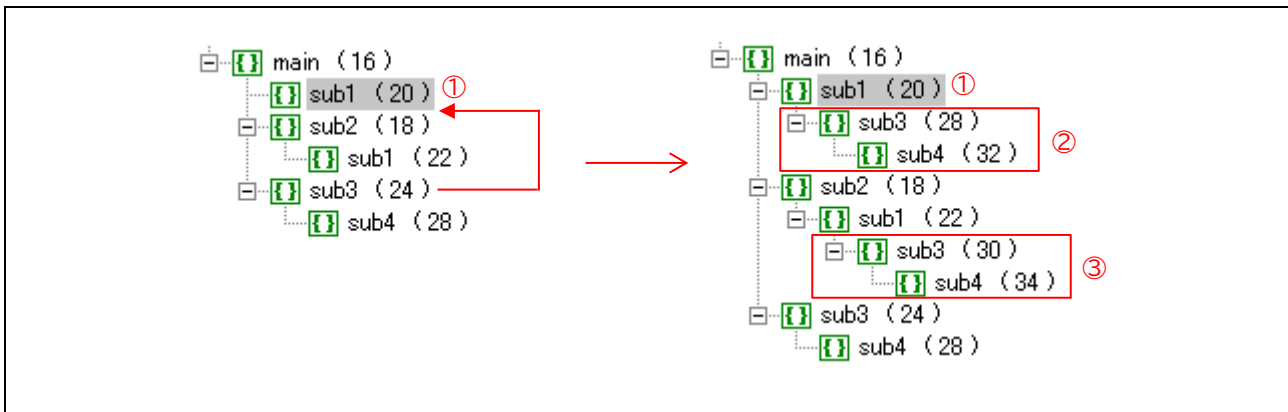 main （16）
sub1 （20） ①
sub2 （18）
sub1 （22）
sub3 （24）
sub4 （28）
main （16）
sub1 （20） ①
sub3 （28）
sub4 （32）
②
sub2 （18）
sub1 （22）
sub3 （30）
sub4 （34）
③
sub3 （24）
sub4 （28）